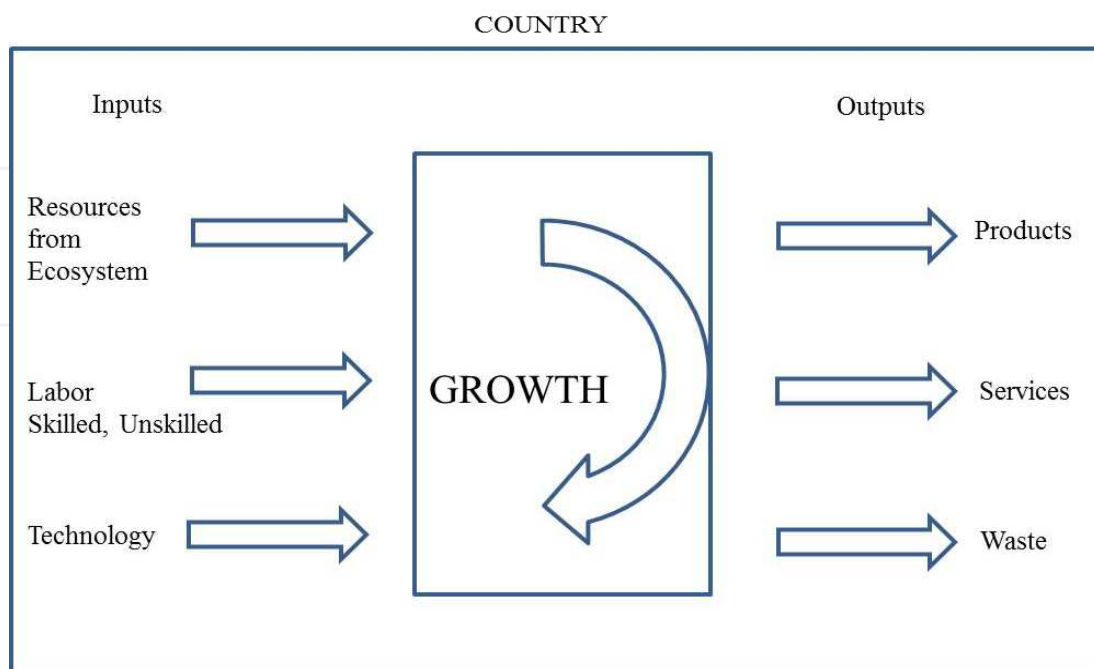 COUNTRY
Inputs
Outputs
Resources
from
Ecosystem
Products
GROWTH
Labor
Skilled, Unskilled
Services
Technology
Waste